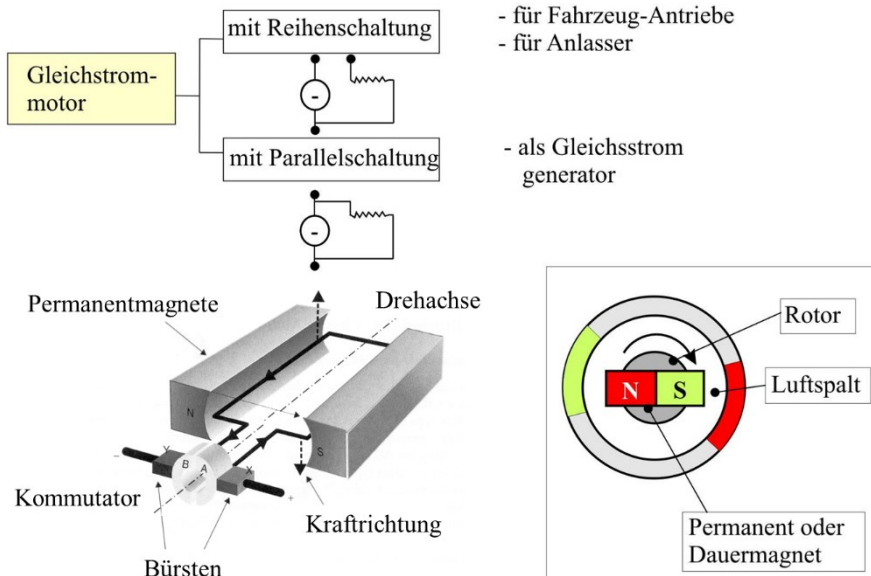 mit Reihenschaltung
- für Fahrzeug-Antriebe
- für Anlasser
Gleichstrom-
motor
-
mit Parallelschaltung
- als Gleichsstrom
generator
-
Permanentmagnete
Drehachse
N
S
Y
B
A
X
-
+
Kommutator
Bürsten
Kraftrichtung
Rotor
N
S
Luftspalt
Permanent oder
Dauermagnet